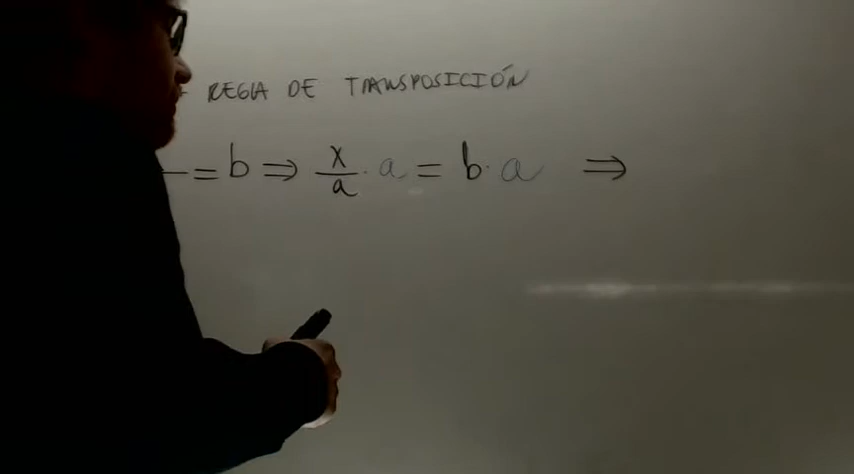 REGLA DE TRANSPOSICIÓN
— = b ⇒ x/a · a = b · a ⇒